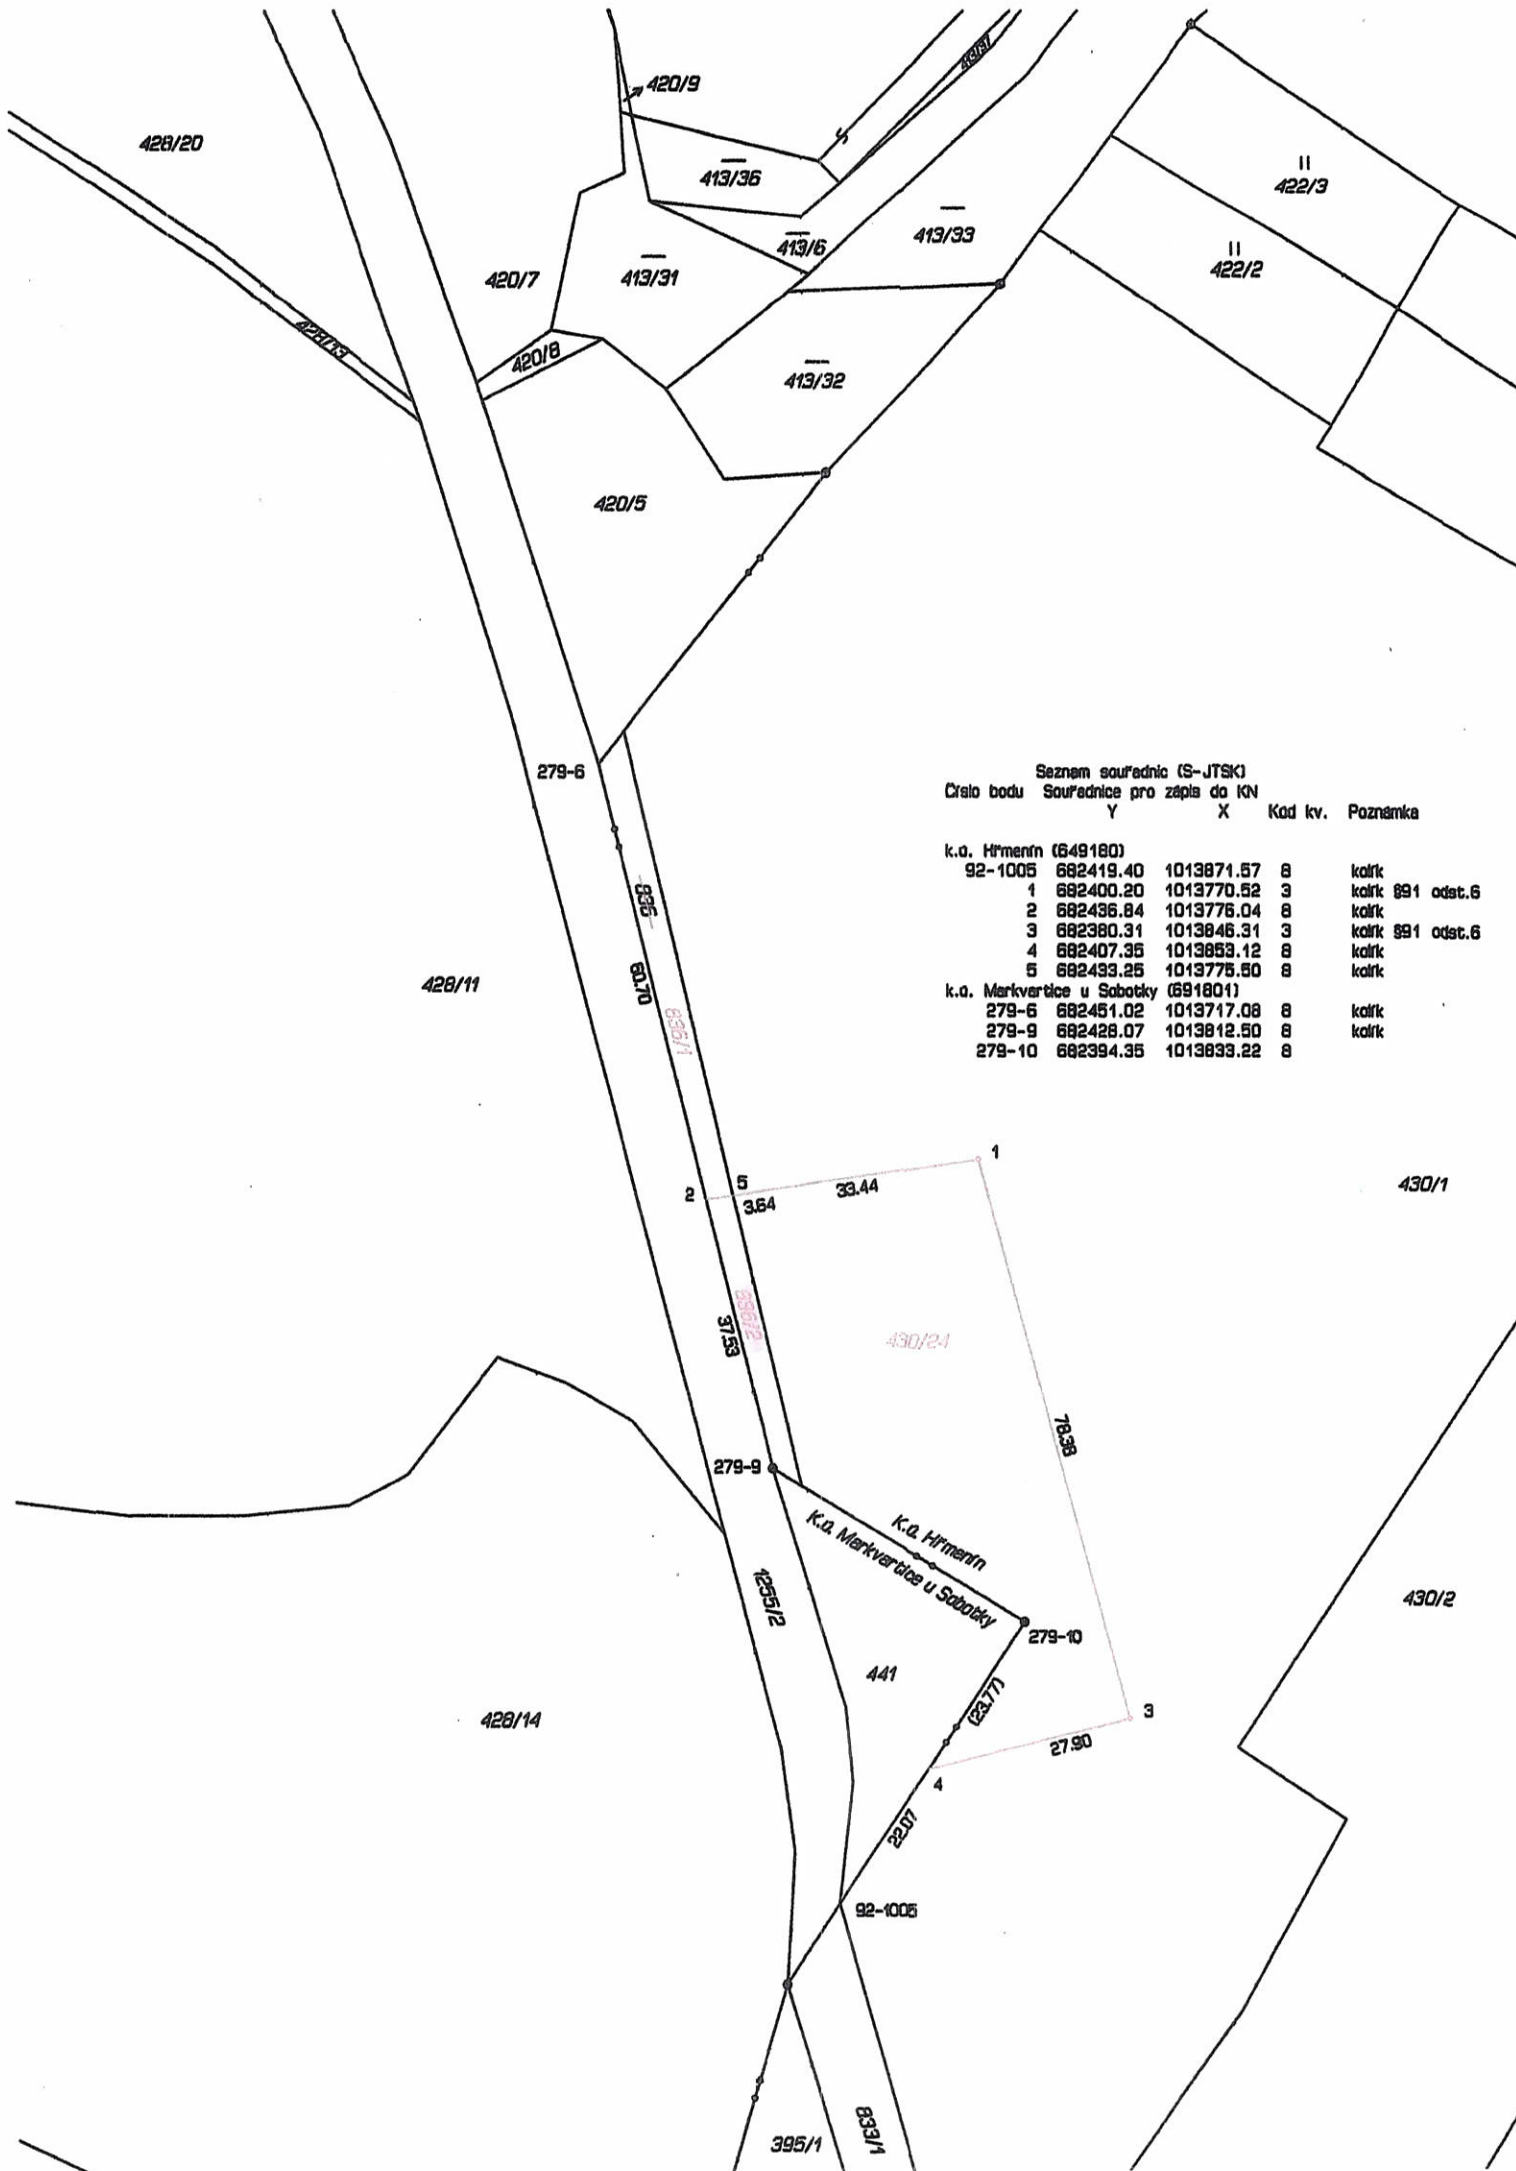 420/9
413/31
428/20
413/36
II
422/3
413/33
413/6
II
422/2
420/7
413/31
428/13
420/8
413/32
420/5
279-6
Seznam souřadnic (S-JTSK)
Číslo bodu Souřadnice pro zápis do KN
Y X Kod kv. Poznámka
k.ú. Hřmenín (649180)
92-1005 682419.40 1013871.57 8 kolík
1 682400.20 1013770.52 3 kolík §91 odst.6
2 682436.84 1013776.04 8 kolík
3 682380.31 1013846.31 3 kolík §91 odst.6
4 682407.35 1013853.12 8 kolík
5 682433.25 1013775.50 8 kolík
k.ú. Markvartice u Sobotky (691801)
279-6 682451.02 1013717.08 8 kolík
279-9 682428.07 1013812.50 8 kolík
279-10 682394.35 1013833.22 8
836
60.70
428/11
836/1
1
5
33.44
430/1
2
3.64
836/2
37.53
430/24
78.38
279-9
K.ú. Hřmenín
K.ú. Markvartice u Sobotky
1255/2
430/2
279-10
441
(23.77)
428/14
3
27.90
4
22.07
92-1005
833/1
395/1